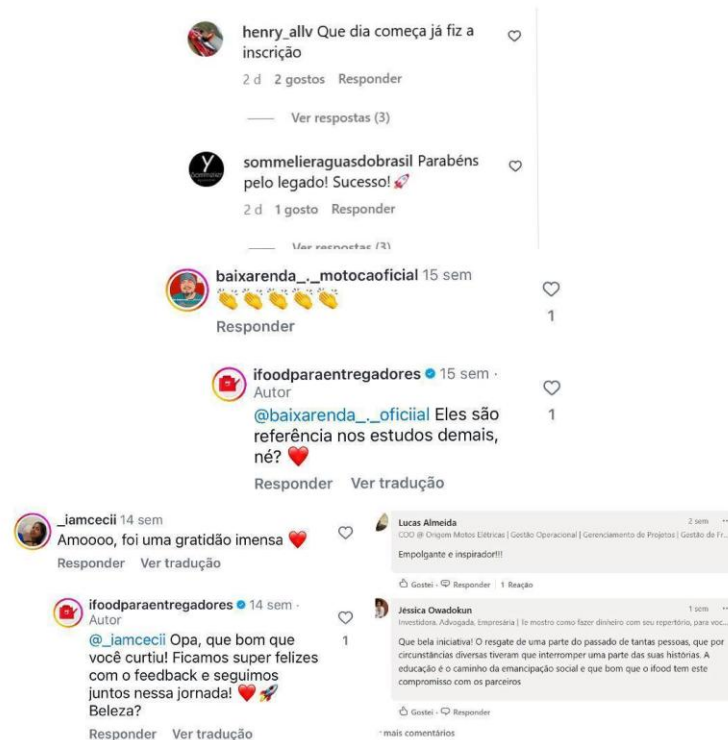 henry_allv Que dia começa já fiz a
inscrição
2 d 2 gostos Responder
Ver respostas (3)
Y
sommelieraguasdobrasil Parabéns
pelo legado! Sucesso! 🚀
2 d 1 gosto Responder
Ver respostas (3)
baixarenda_._motocaoficial 15 sem
👏👏👏👏👏
1
Responder
ifoodparaentregadores 15 sem ·
Autor
@baixarenda_._oficiial Eles são
referência nos estudos demais,
né? ❤️
1
Responder Ver tradução
_iamcecii 14 sem
Amoooo, foi uma gratidão imensa ❤️
Responder Ver tradução
ifoodparaentregadores 14 sem ·
Autor
@_iamcecii Opa, que bom que
você curtiu! Ficamos super felizes
com o feedback e seguimos
juntos nessa jornada! ❤️🚀
Beleza?
1
Responder Ver tradução
Lucas Almeida 2 sem ...
COO @ Origem Motos Elétricas | Gestão Operacional | Gerenciamento de Projetos | Gestão de Fr...
Empolgante e inspirador!!!
Gostei · Responder | 1 Reação
Jéssica Owadokun 1 sem ...
Investidora, Advogada, Empresária | Te mostro como fazer dinheiro com seu repertório, para voc...
Que bela iniciativa! O resgate de uma parte do passado de tantas pessoas, que por
circunstâncias diversas tiveram que interromper uma parte das suas histórias. A
educação é o caminho da emancipação social e que bom que o ifood tem este
compromisso com os parceiros
Gostei · Responder
mais comentários